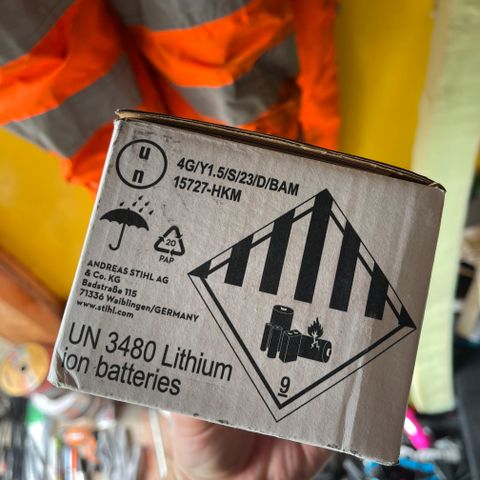 u
n
4G/Y1.5/S/23/D/BAM
15727-HKM
20
PAP
ANDREAS STIHL AG
& Co. KG
Badstraße 115
71336 Waiblingen/GERMANY
www.stihl.com
UN 3480 Lithium
ion batteries
9